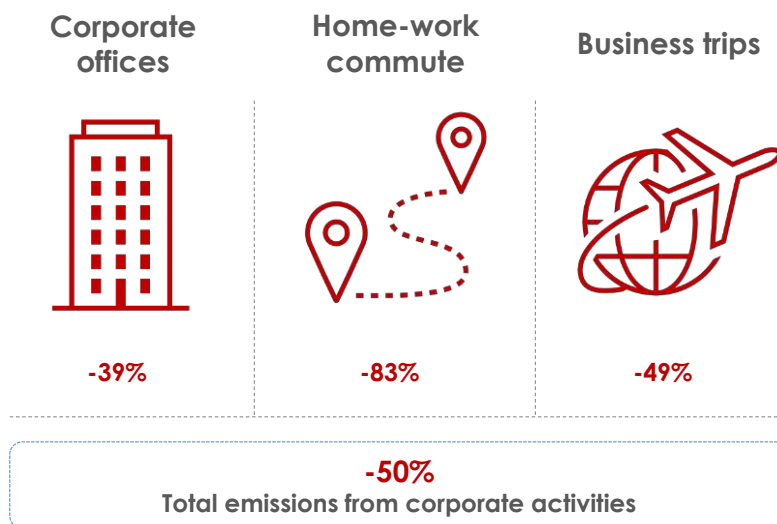 Corporate
offices
Home-work
commute
Business trips
-39%
-83%
-49%
-50%
Total emissions from corporate activities